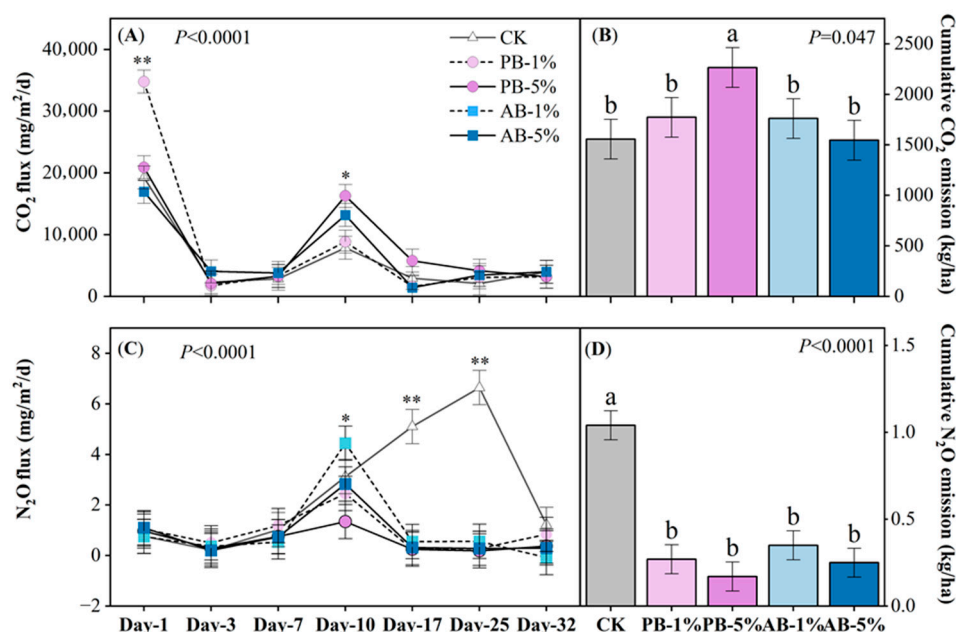 (A)
P<0.0001
CK
PB-1%
PB-5%
AB-1%
AB-5%
**
*
40,000
30,000
20,000
10,000
0
CO₂ flux (mg/m²/d)
(B)
P=0.047
b
b
a
b
b
2500
2000
1500
1000
500
0
Cumulative CO₂ emission (kg/ha)
(C)
P<0.0001
*
**
**
8
6
4
2
0
−2
N₂O flux (mg/m²/d)
Day-1
Day-3
Day-7
Day-10
Day-17
Day-25
Day-32
(D)
P<0.0001
a
b
b
b
b
1.5
1.0
0.5
0.0
Cumulative N₂O emission (kg/ha)
CK
PB-1%
PB-5%
AB-1%
AB-5%